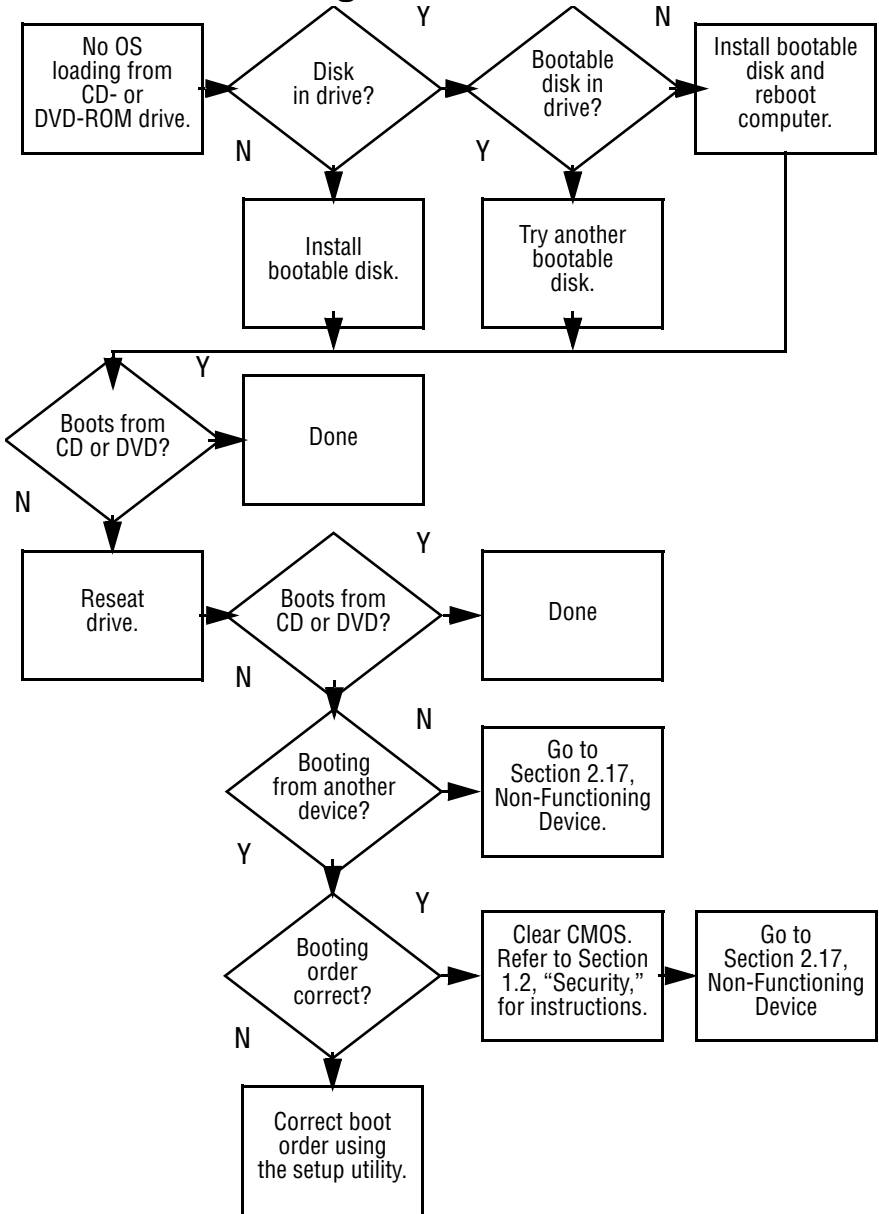 No OS
loading from
CD- or
DVD-ROM drive.
Disk
in drive?
Y
N
Bootable
disk in
drive?
N
Y
Install bootable
disk and
reboot
computer.
Install
bootable disk.
Try another
bootable
disk.
Boots from
CD or DVD?
Y
N
Done
Reseat
drive.
Boots from
CD or DVD?
Y
N
Done
Booting
from another
device?
N
Y
Go to
Section 2.17,
Non-Functioning
Device.
Booting
order
correct?
Y
N
Clear CMOS.
Refer to Section
1.2, “Security,”
for instructions.
Go to
Section 2.17,
Non-Functioning
Device
Correct boot
order using
the setup utility.